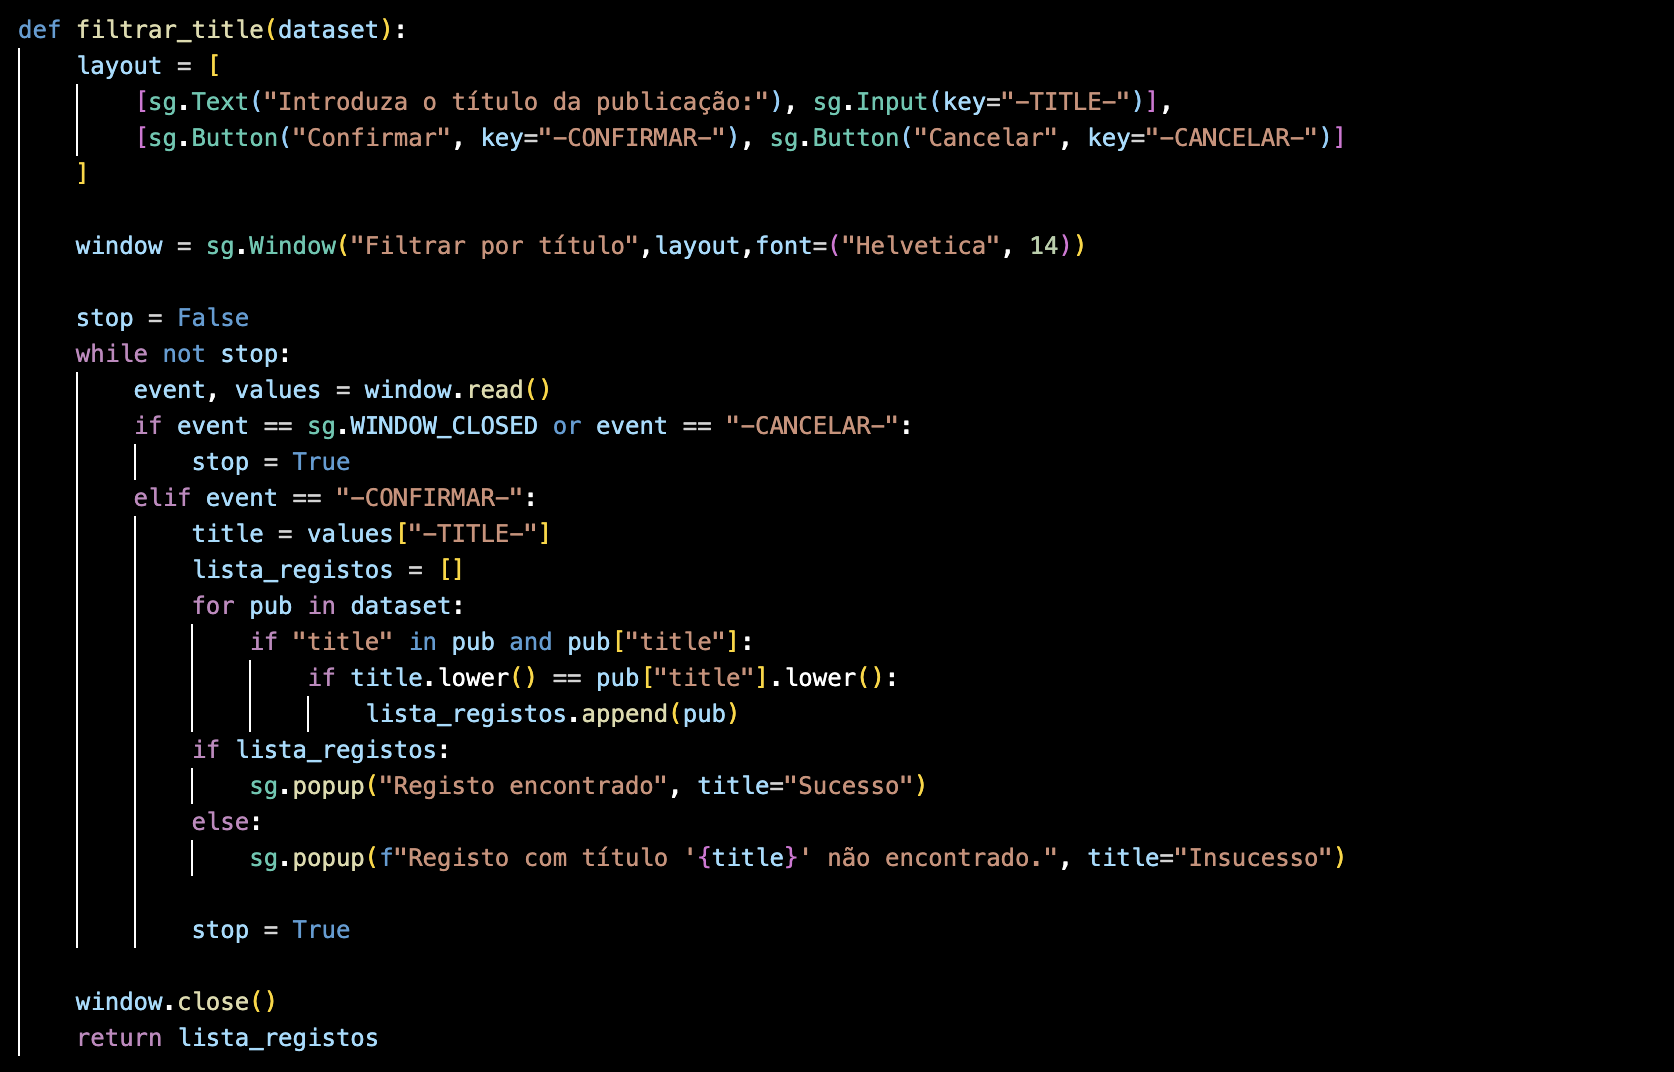 def filtrar_title(dataset):
    layout = [
        [sg.Text("Introduza o título da publicação:"), sg.Input(key="-TITLE-")],
        [sg.Button("Confirmar", key="-CONFIRMAR-"), sg.Button("Cancelar", key="-CANCELAR-")]
    ]

    window = sg.Window("Filtrar por título",layout,font=("Helvetica", 14))

    stop = False
    while not stop:
        event, values = window.read()
        if event == sg.WINDOW_CLOSED or event == "-CANCELAR-":
            stop = True
        elif event == "-CONFIRMAR-":
            title = values["-TITLE-"]
            lista_registos = []
            for pub in dataset:
                if "title" in pub and pub["title"]:
                    if title.lower() == pub["title"].lower():
                        lista_registos.append(pub)
            if lista_registos:
                sg.popup("Registo encontrado", title="Sucesso")
            else:
                sg.popup(f"Registo com título '{title}' não encontrado.", title="Insucesso")

            stop = True

    window.close()
    return lista_registos